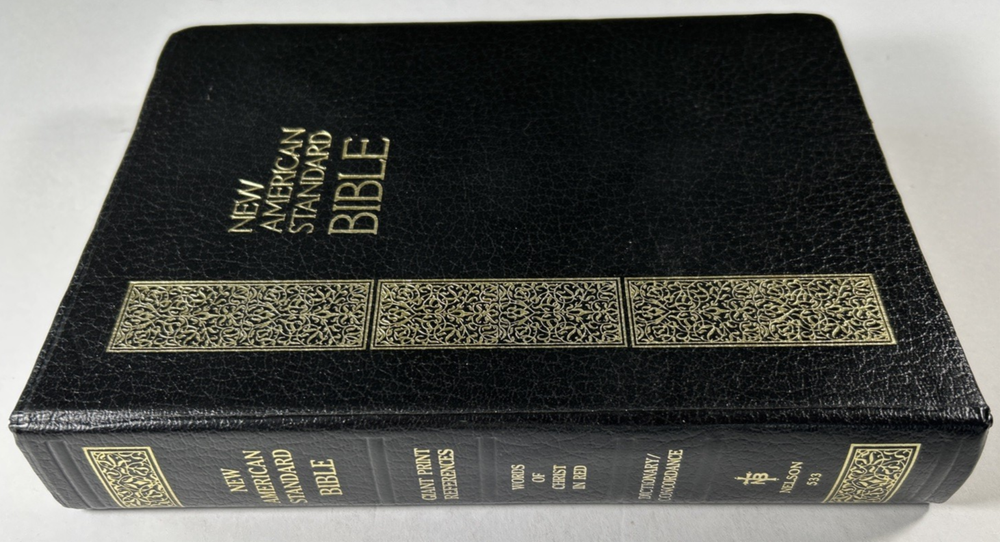 NEW
AMERICAN
STANDARD
BIBLE
NEW
AMERICAN
STANDARD
BIBLE
GIANT PRINT
REFERENCES
WORDS
OF
CHRIST
IN RED
DICTIONARY/
CONCORDANCE
NB
NELSON
533